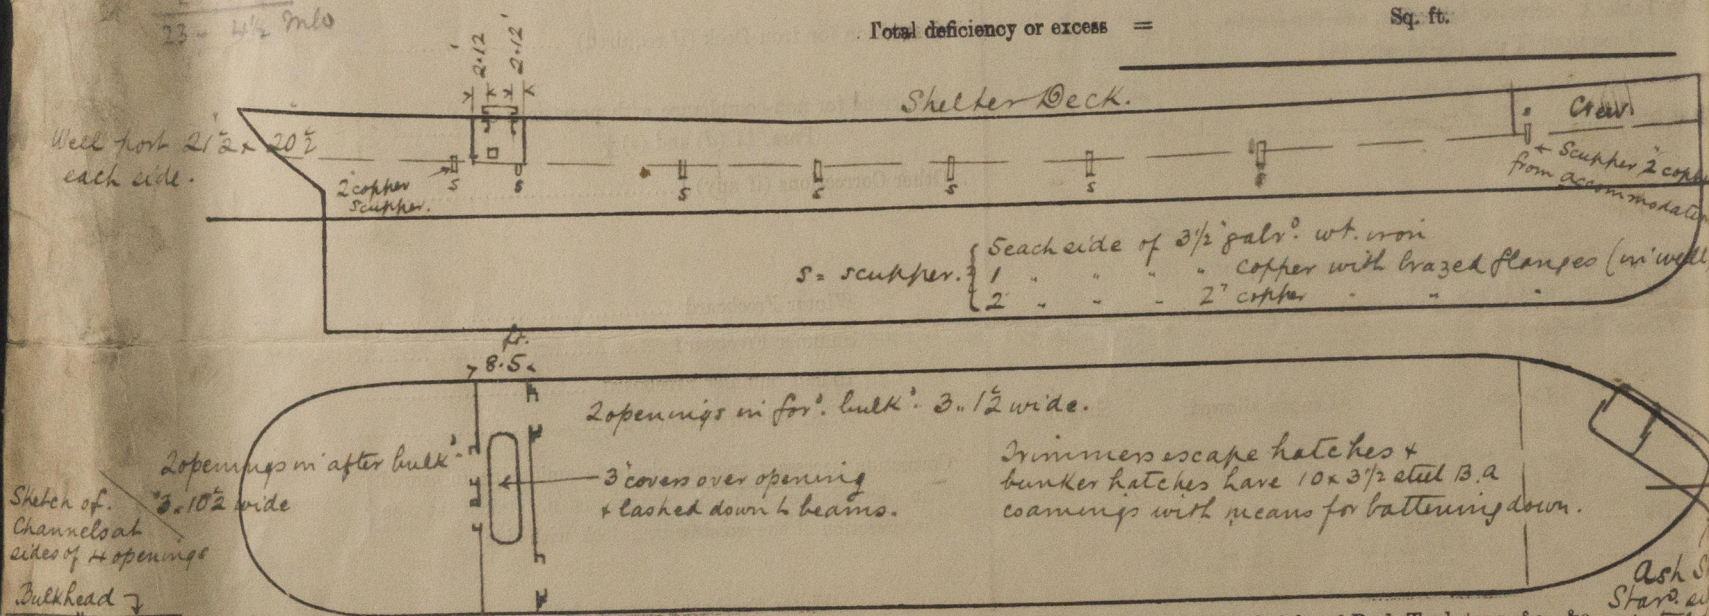 23 - 4½
Total deficiency or excess =
Sq. ft.
2.12' 2.12'
Shelter Deck.
Crew
Well port 21½ x 20½
each side.
2" copper
scupper.
s s s s s s s s
← Scupper 2" copper
from accommodation
s = scupper.
5 each side of 3½" galvd. wt. iron
1 " " " " copper with brazed flanges (in well
2 " " " 2" copper " " "
ft.
8.5
2 openings in ford. bulkd. 3.. 1½ wide.
2 openings in after bulkd.
3.. 10½ wide
3" covers over opening
+ lashed down to beams.
Trimmers escape hatches +
bunker hatches have 10 x 3½ steel B.A
coamings with means for battening down.
Sketch of.
Channels at
sides of 4 openings
Bulkhead
Ash S
Stard.